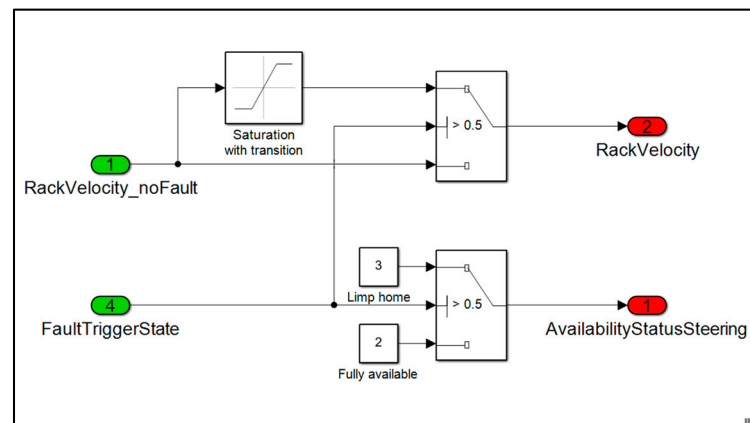 Saturation
with transition
> 0.5
1
RackVelocity_noFault
2
RackVelocity
3
Limp home
4
FaultTriggerState
> 0.5
1
AvailabilityStatusSteering
2
Fully available